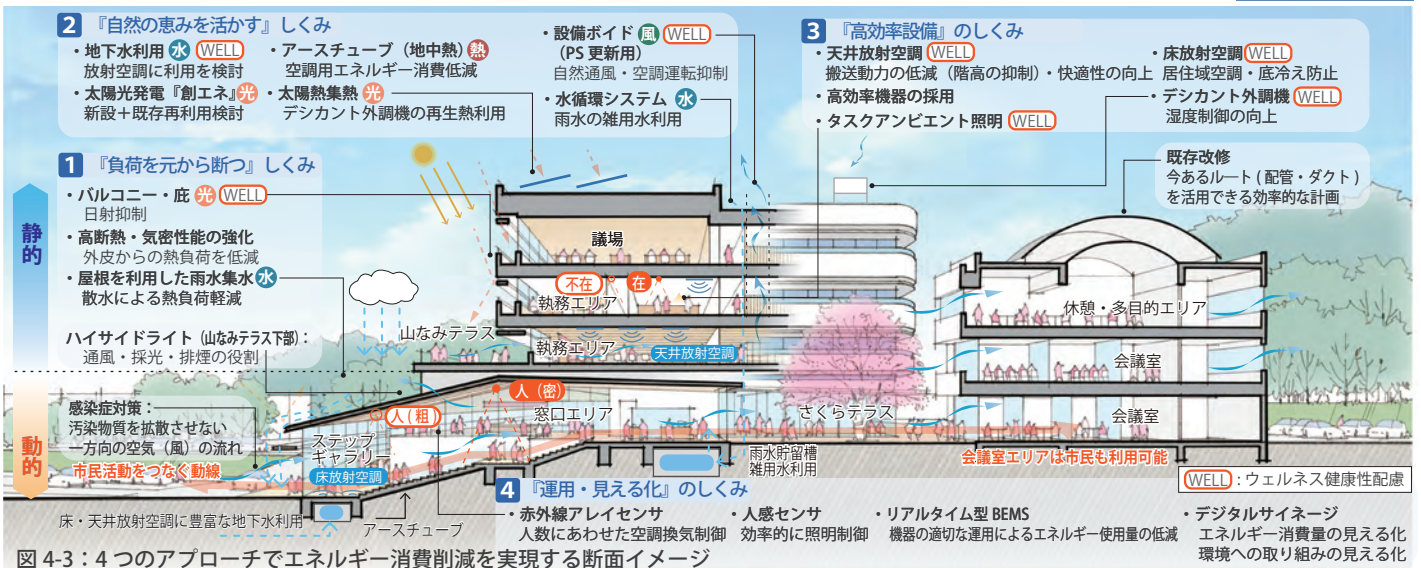 2 『自然の恵みを活かす』しくみ
・地下水利用 水 WELL
放射空調に利用を検討
・太陽光発電『創エネ』光
新設＋既存再利用検討
・アースチューブ（地中熱）熱
空調用エネルギー消費低減
・太陽熱集熱 光
デシカント外調機の再生熱利用
・設備ボイド 風 WELL
（PS 更新用）
自然通風・空調運転抑制
・水循環システム 水
雨水の雑用水利用
3 『高効率設備』のしくみ
・天井放射空調 WELL
搬送動力の低減（階高の抑制）・快適性の向上
・高効率機器の採用
・タスクアンビエント照明 WELL
・床放射空調 WELL
居住域空調・底冷え防止
・デシカント外調機 WELL
湿度制御の向上
1 『負荷を元から断つ』しくみ
・バルコニー・庇 光 WELL
日射抑制
・高断熱・気密性能の強化
外皮からの熱負荷を低減
・屋根を利用した雨水集水 水
散水による熱負荷軽減
ハイサイドライト（山なみテラス下部）：
通風・採光・排煙の役割
静的
動的
感染症対策：
汚染物質を拡散させない
一方向の空気（風）の流れ
市民活動をつなぐ動線
既存改修
今あるルート ( 配管・ダクト )
を活用できる効率的な計画
議場
不在
在
執務エリア
山なみテラス
執務エリア
天井放射空調
人（密）
人（粗）
窓口エリア
さくらテラス
ステップ
ギャラリー
床放射空調
休憩・多目的エリア
会議室
会議室
雨水貯留槽
雑用水利用
会議室エリアは市民も利用可能
WELL：ウェルネス健康性配慮
床・天井放射空調に豊富な地下水利用
アースチューブ
4 『運用・見える化』のしくみ
・赤外線アレイセンサ
人数にあわせた空調換気制御
・人感センサ
効率的に照明制御
・リアルタイム型 BEMS
機器の適切な運用によるエネルギー使用量の低減
・デジタルサイネージ
エネルギー消費量の見える化
環境への取り組みの見える化
図 4-3：4 つのアプローチでエネルギー消費削減を実現する断面イメージ